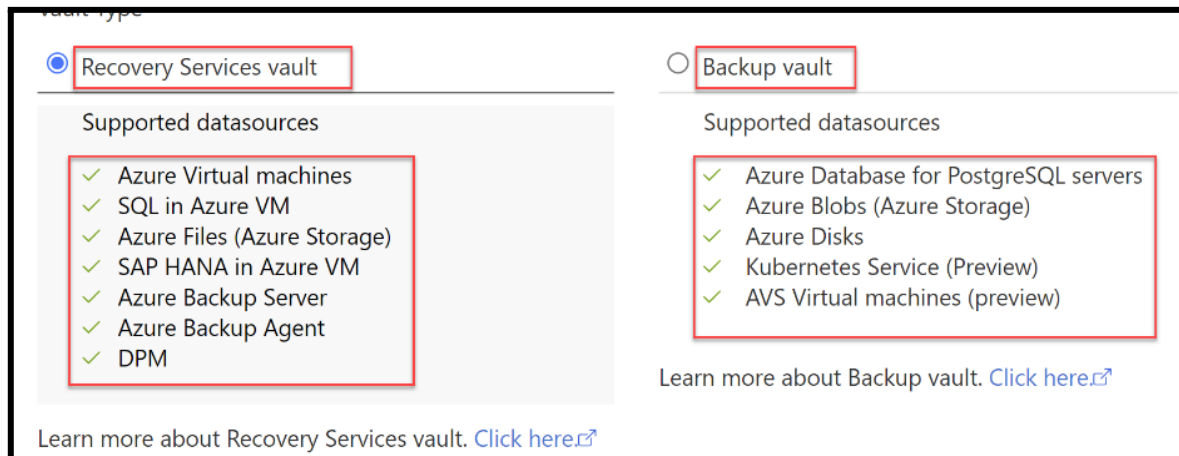 Vault Type
Recovery Services vault
Supported datasources
Azure Virtual machines
SQL in Azure VM
Azure Files (Azure Storage)
SAP HANA in Azure VM
Azure Backup Server
Azure Backup Agent
DPM
Learn more about Recovery Services vault. Click here.
Backup vault
Supported datasources
Azure Database for PostgreSQL servers
Azure Blobs (Azure Storage)
Azure Disks
Kubernetes Service (Preview)
AVS Virtual machines (preview)
Learn more about Backup vault. Click here.